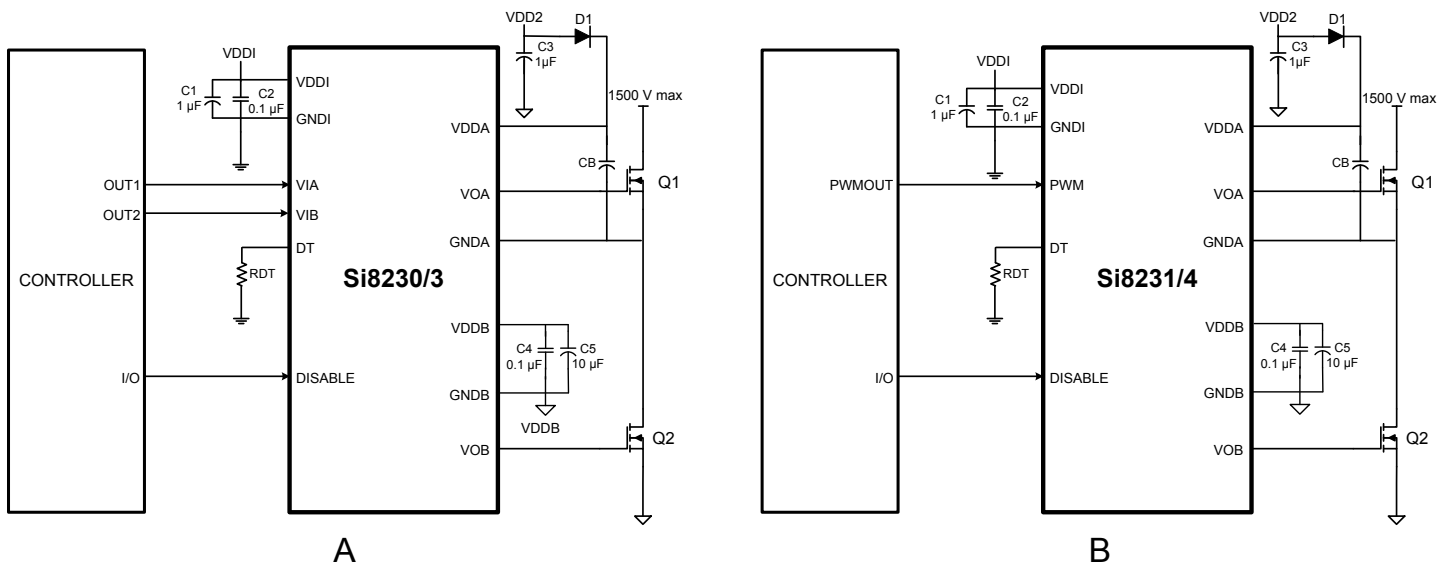 VDD2
D1
C3
1µF
VDDI
C1
1 µF
C2
0.1 µF
VDDI
GNDI
1500 V max
VDDA
CB
OUT1
VIA
VOA
Q1
OUT2
VIB
DT
GNDA
RDT
CONTROLLER
Si8230/3
VDDB
C4
0.1 µF
C5
10 µF
I/O
DISABLE
GNDB
VDDB
VOB
Q2
A
VDD2
D1
C3
1µF
VDDI
C1
1 µF
C2
0.1 µF
VDDI
GNDI
1500 V max
VDDA
CB
PWMOUT
PWM
VOA
Q1
DT
GNDA
RDT
CONTROLLER
Si8231/4
VDDB
C4
0.1 µF
C5
10 µF
I/O
DISABLE
GNDB
VOB
Q2
B